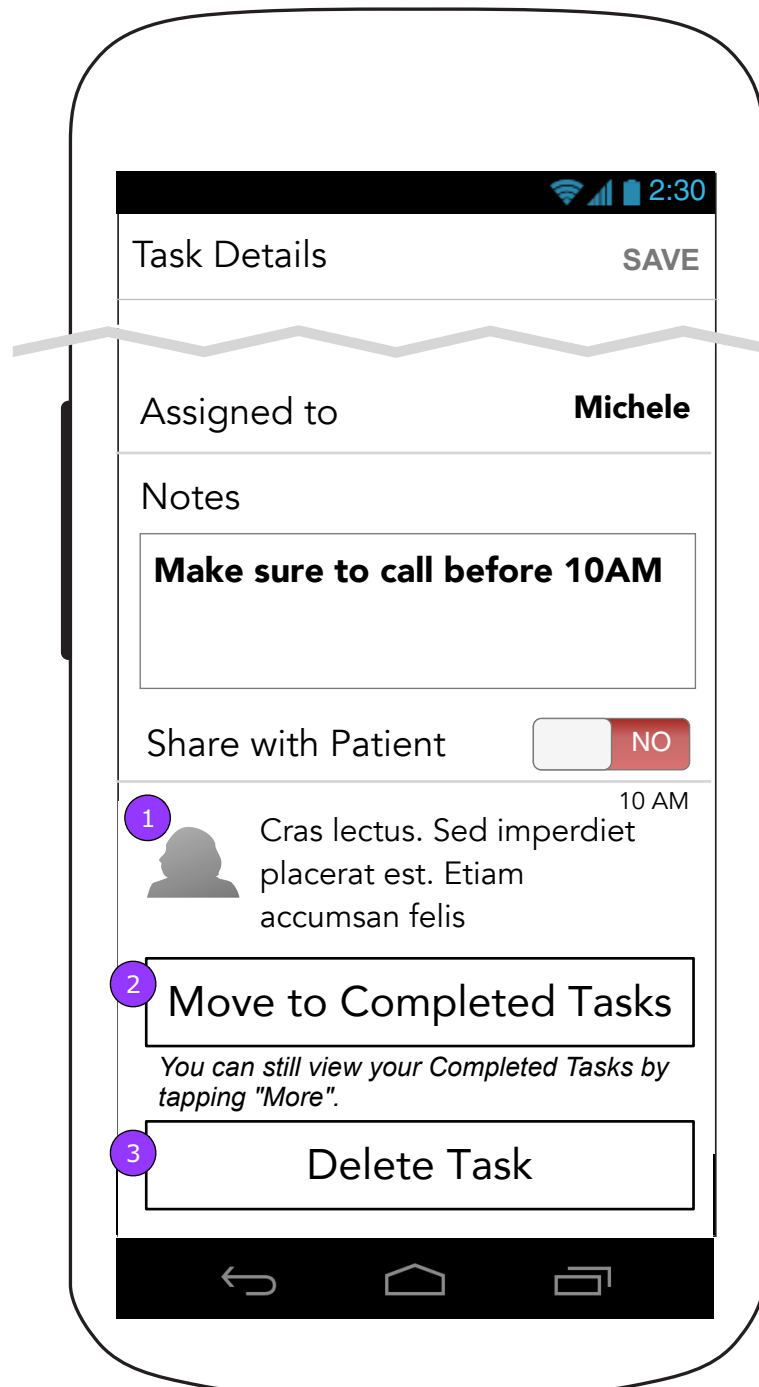 2:30
Task Details SAVE
Assigned to Michele
Notes
Make sure to call before 10AM
Share with Patient NO
10 AM
1
Cras lectus. Sed imperdiet
placerat est. Etiam
accumsan felis
2
Move to Completed Tasks
You can still view your Completed Tasks by
tapping "More".
3
Delete Task